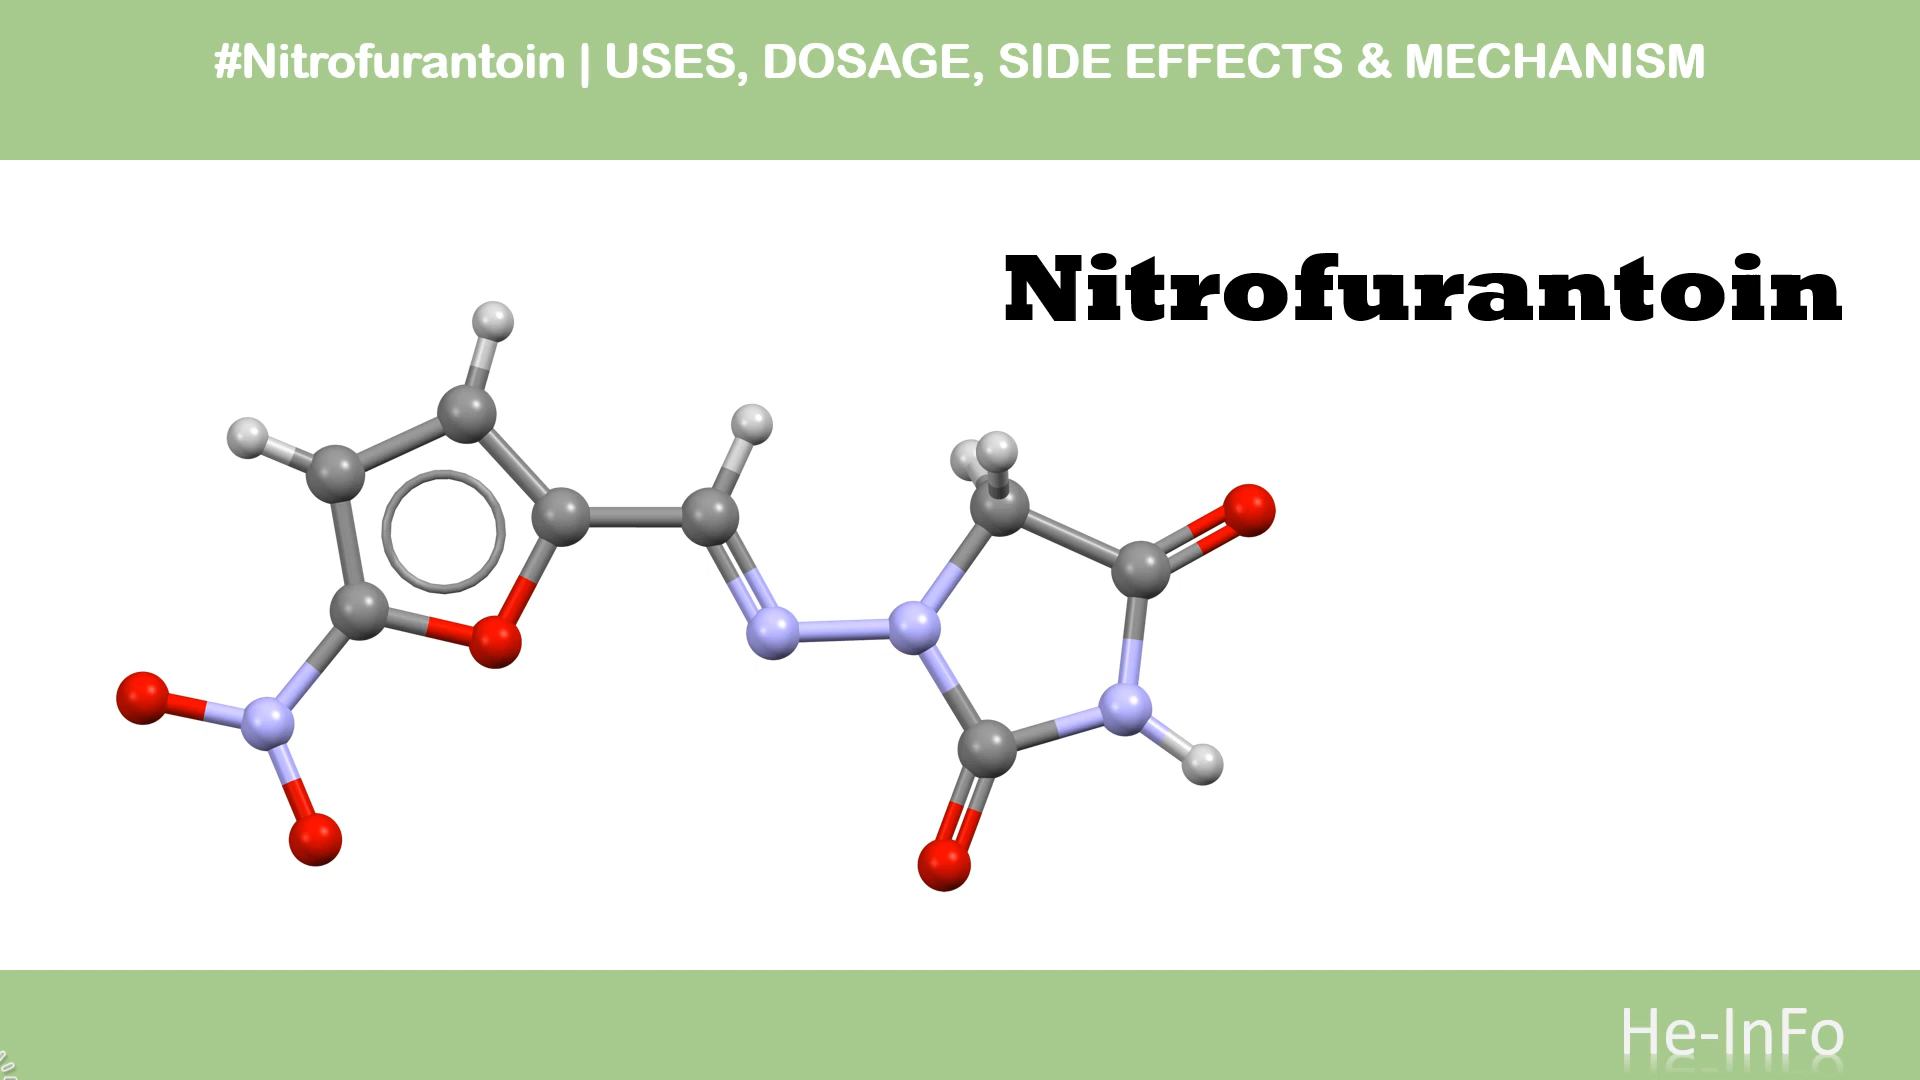 #Nitrofurantoin | USES, DOSAGE, SIDE EFFECTS & MECHANISM
Nitrofurantoin
He-InFo